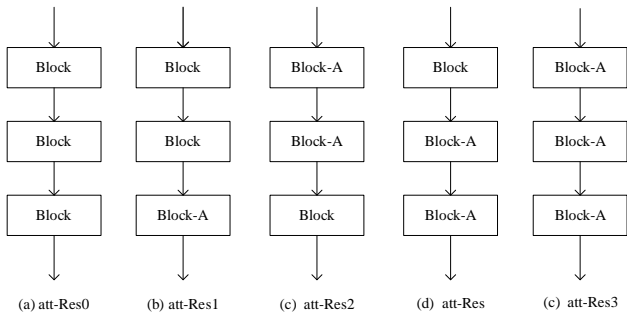 Block Block Block-A Block Block-A
Block Block Block-A Block-A Block-A
Block Block-A Block Block-A Block-A
(a) att-Res0 (b) att-Res1 (c) att-Res2 (d) att-Res (c) att-Res3